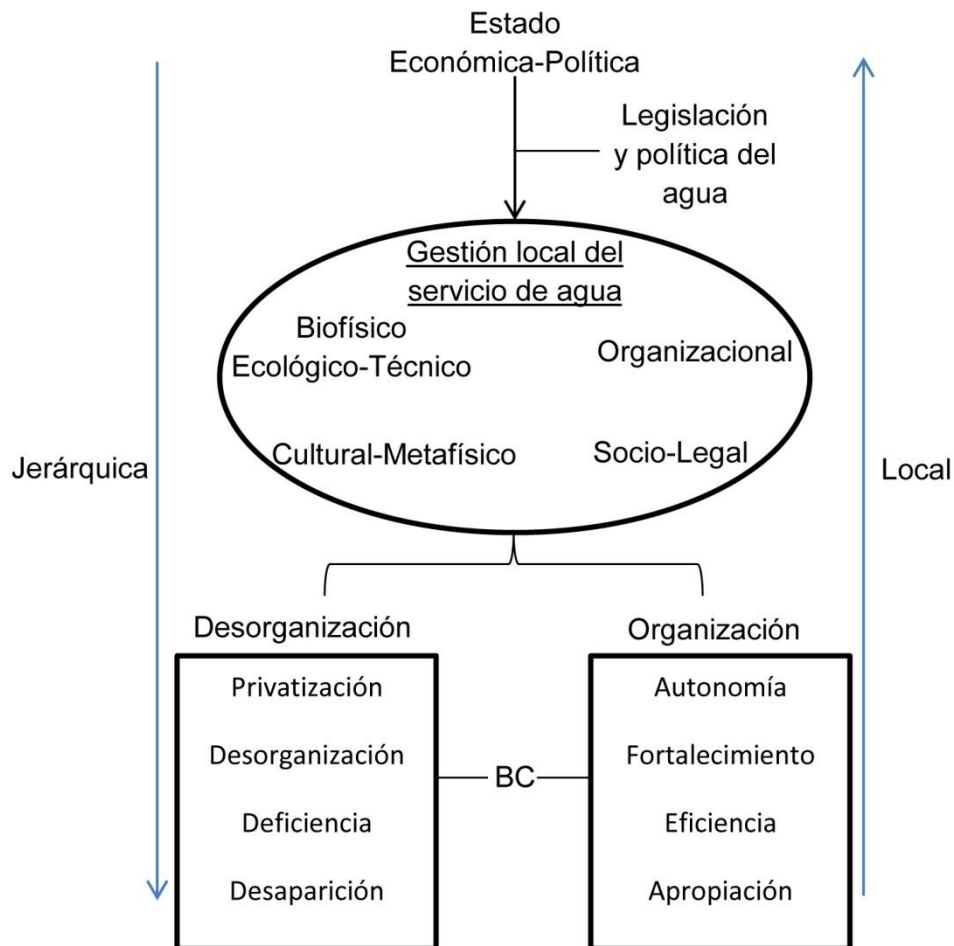 Estado
Económica-Política
Legislación
y política del
agua
Gestión local del
servicio de agua
Biofísico
Ecológico-Técnico
Organizacional
Cultural-Metafísico
Socio-Legal
Jerárquica
Local
Desorganización
Organización
Privatización
Autonomía
Desorganización
Fortalecimiento
BC
Deficiencia
Eficiencia
Desaparición
Apropiación